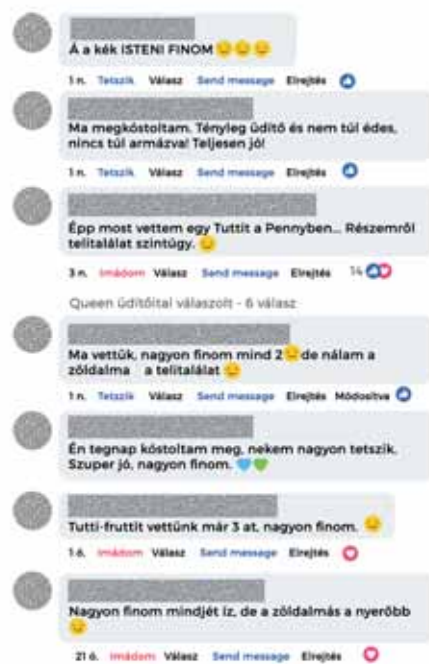 Á a kék ISTENI FINOM
1 n. Tetszik Válasz Send message Elrejtés
Ma megkóstoltam. Tényleg üdítő és nem túl édes,
nincs túl armázva! Teljesen jó!
1 n. Tetszik Válasz Send message Elrejtés
Épp most vettem egy Tuttit a Pennyben... Részemről
telitalálat szintúgy.
3 n. Imádom Válasz Send message Elrejtés 14
Queen üdítőital válaszolt - 6 válasz
Ma vettük, nagyon finom mind 2 de nálam a
zöldalma a telitalálat
1 n. Tetszik Válasz Send message Elrejtés Módosítva
Én tegnap kóstoltam meg, nekem nagyon tetszik.
Szuper jó, nagyon finom.
Tutti-fruttit vettünk már 3 at, nagyon finom.
1 ó. Imádom Válasz Send message Elrejtés
Nagyon finom mindjét íz, de a zöldalmás a nyerőbb
21 ó. Imádom Válasz Send message Elrejtés